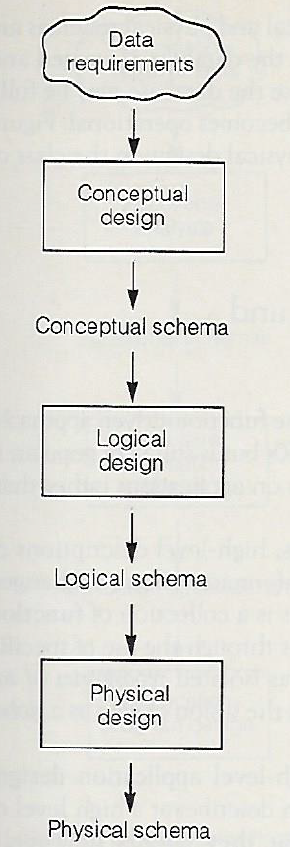 Data
requirements
Conceptual
design
Conceptual schema
Logical
design
Logical schema
Physical
design
Physical schema